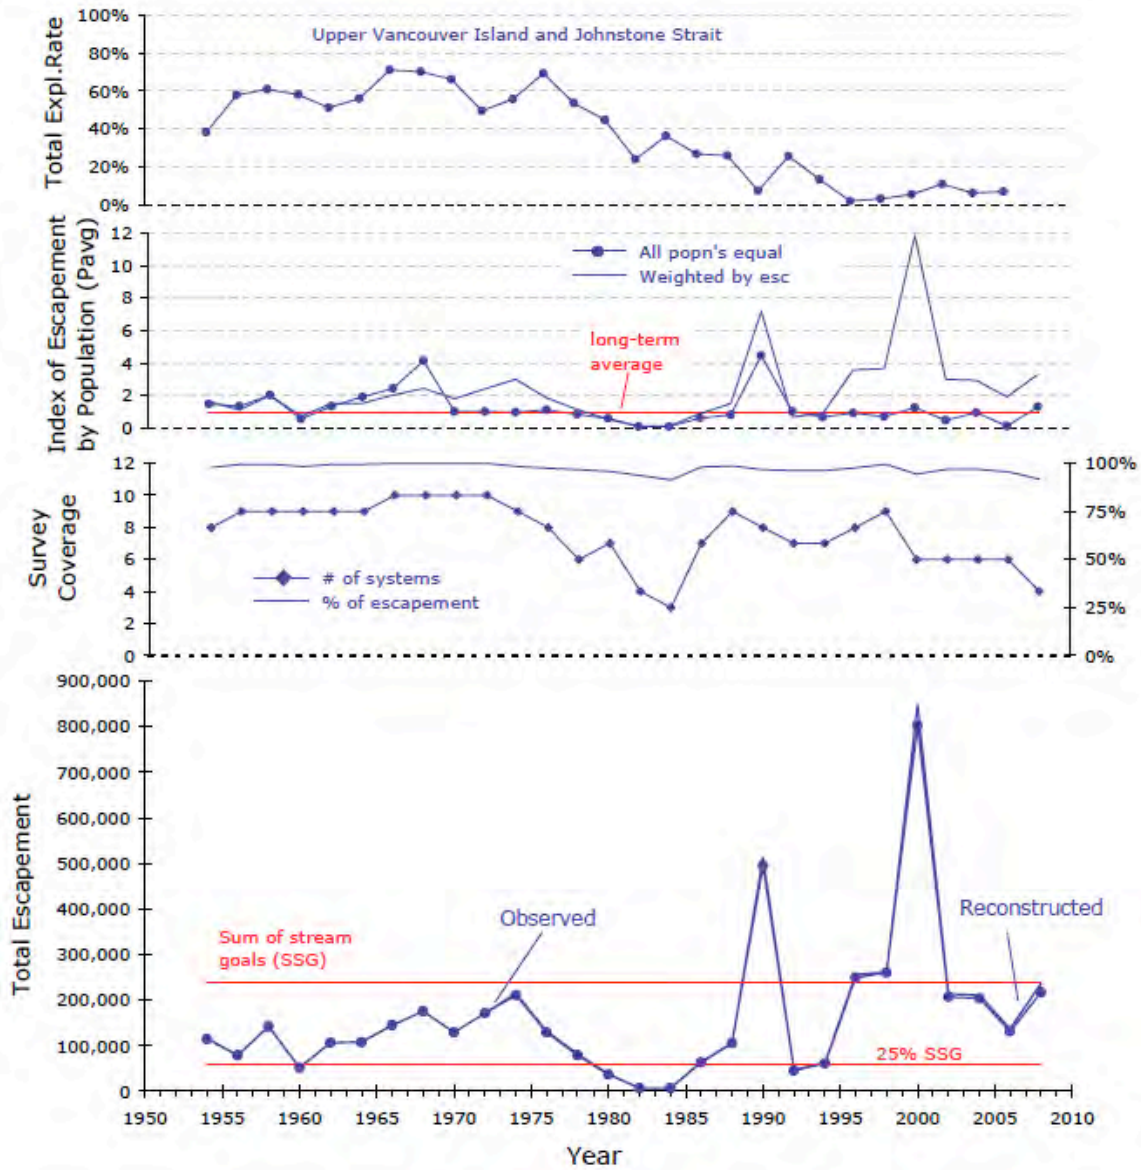 100%
80%
60%
40%
20%
0%
Total Expl.Rate
Upper Vancouver Island and Johnstone Strait
12
10
8
6
4
2
0
Index of Escapement
by Population (Pavg)
All popn's equal
Weighted by esc
long-term
average
12
10
8
6
4
2
0
Survey
Coverage
# of systems
% of escapement
100%
75%
50%
25%
0%
900,000
800,000
700,000
600,000
500,000
400,000
300,000
200,000
100,000
0
Total Escapement
Observed
Reconstructed
Sum of stream
goals (SSG)
25% SSG
1950 1955 1960 1965 1970 1975 1980 1985 1990 1995 2000 2005 2010
Year